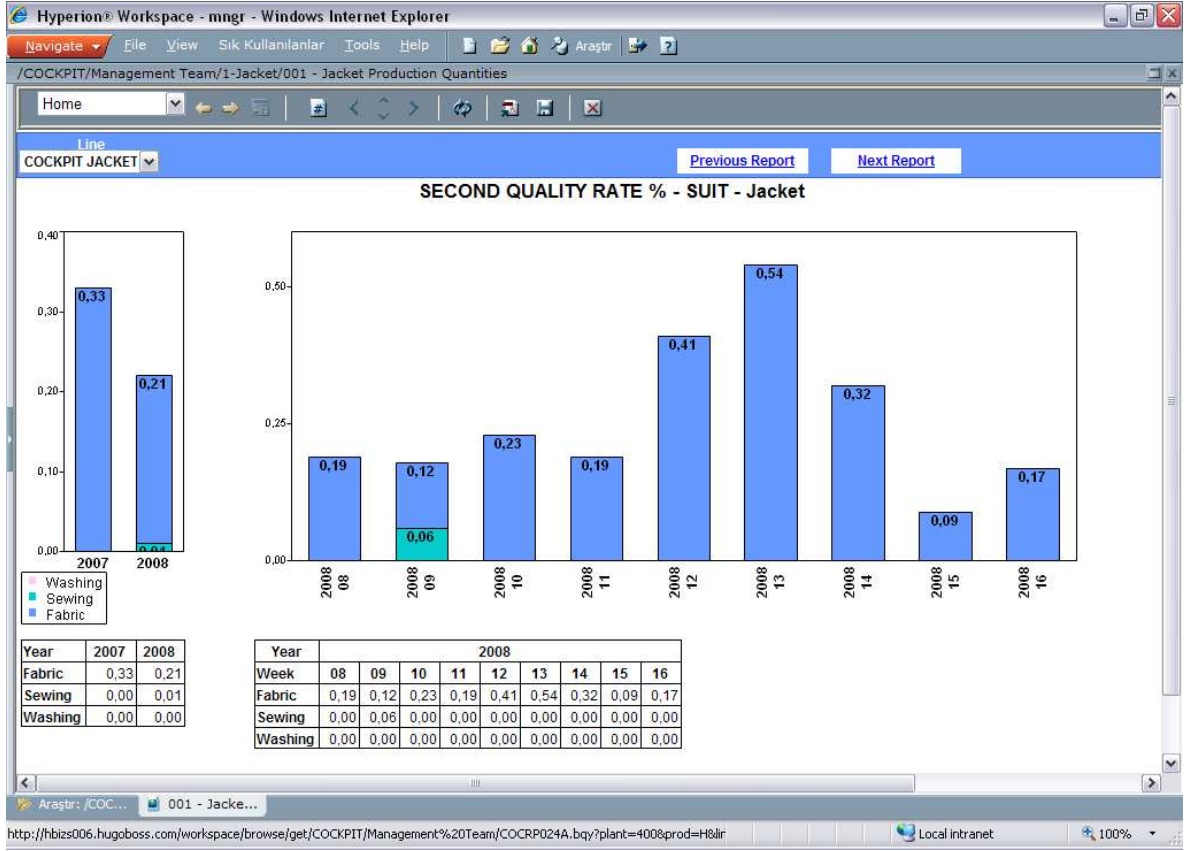 Hyperion® Workspace - mngr - Windows Internet Explorer
Navigate File View Sık Kullanılanlar Tools Help Araştır
/COCKPIT/Management Team/1-Jacket/001 - Jacket Production Quantities
Home
Line
COCKPIT JACKET
Previous Report Next Report
SECOND QUALITY RATE % - SUIT - Jacket
0,40
0,30
0,20
0,10
0,00
0,33
0,21
0,01
2007 2008
Washing
Sewing
Fabric
0,50
0,25
0,00
0,19
0,12
0,06
0,23
0,19
0,41
0,54
0,32
0,09
0,17
2008 08
2008 09
2008 10
2008 11
2008 12
2008 13
2008 14
2008 15
2008 16
Year 2007 2008
Fabric 0,33 0,21
Sewing 0,00 0,01
Washing 0,00 0,00
Year 2008
Week 08 09 10 11 12 13 14 15 16
Fabric 0,19 0,12 0,23 0,19 0,41 0,54 0,32 0,09 0,17
Sewing 0,00 0,06 0,00 0,00 0,00 0,00 0,00 0,00 0,00
Washing 0,00 0,00 0,00 0,00 0,00 0,00 0,00 0,00 0,00
Araştır: /COC... 001 - Jacke...
http://hbizs006.hugoboss.com/workspace/browse/get/COCKPIT/Management%20Team/COCRP024A.bqy?plant=400&prod=H&lir Local intranet 100%